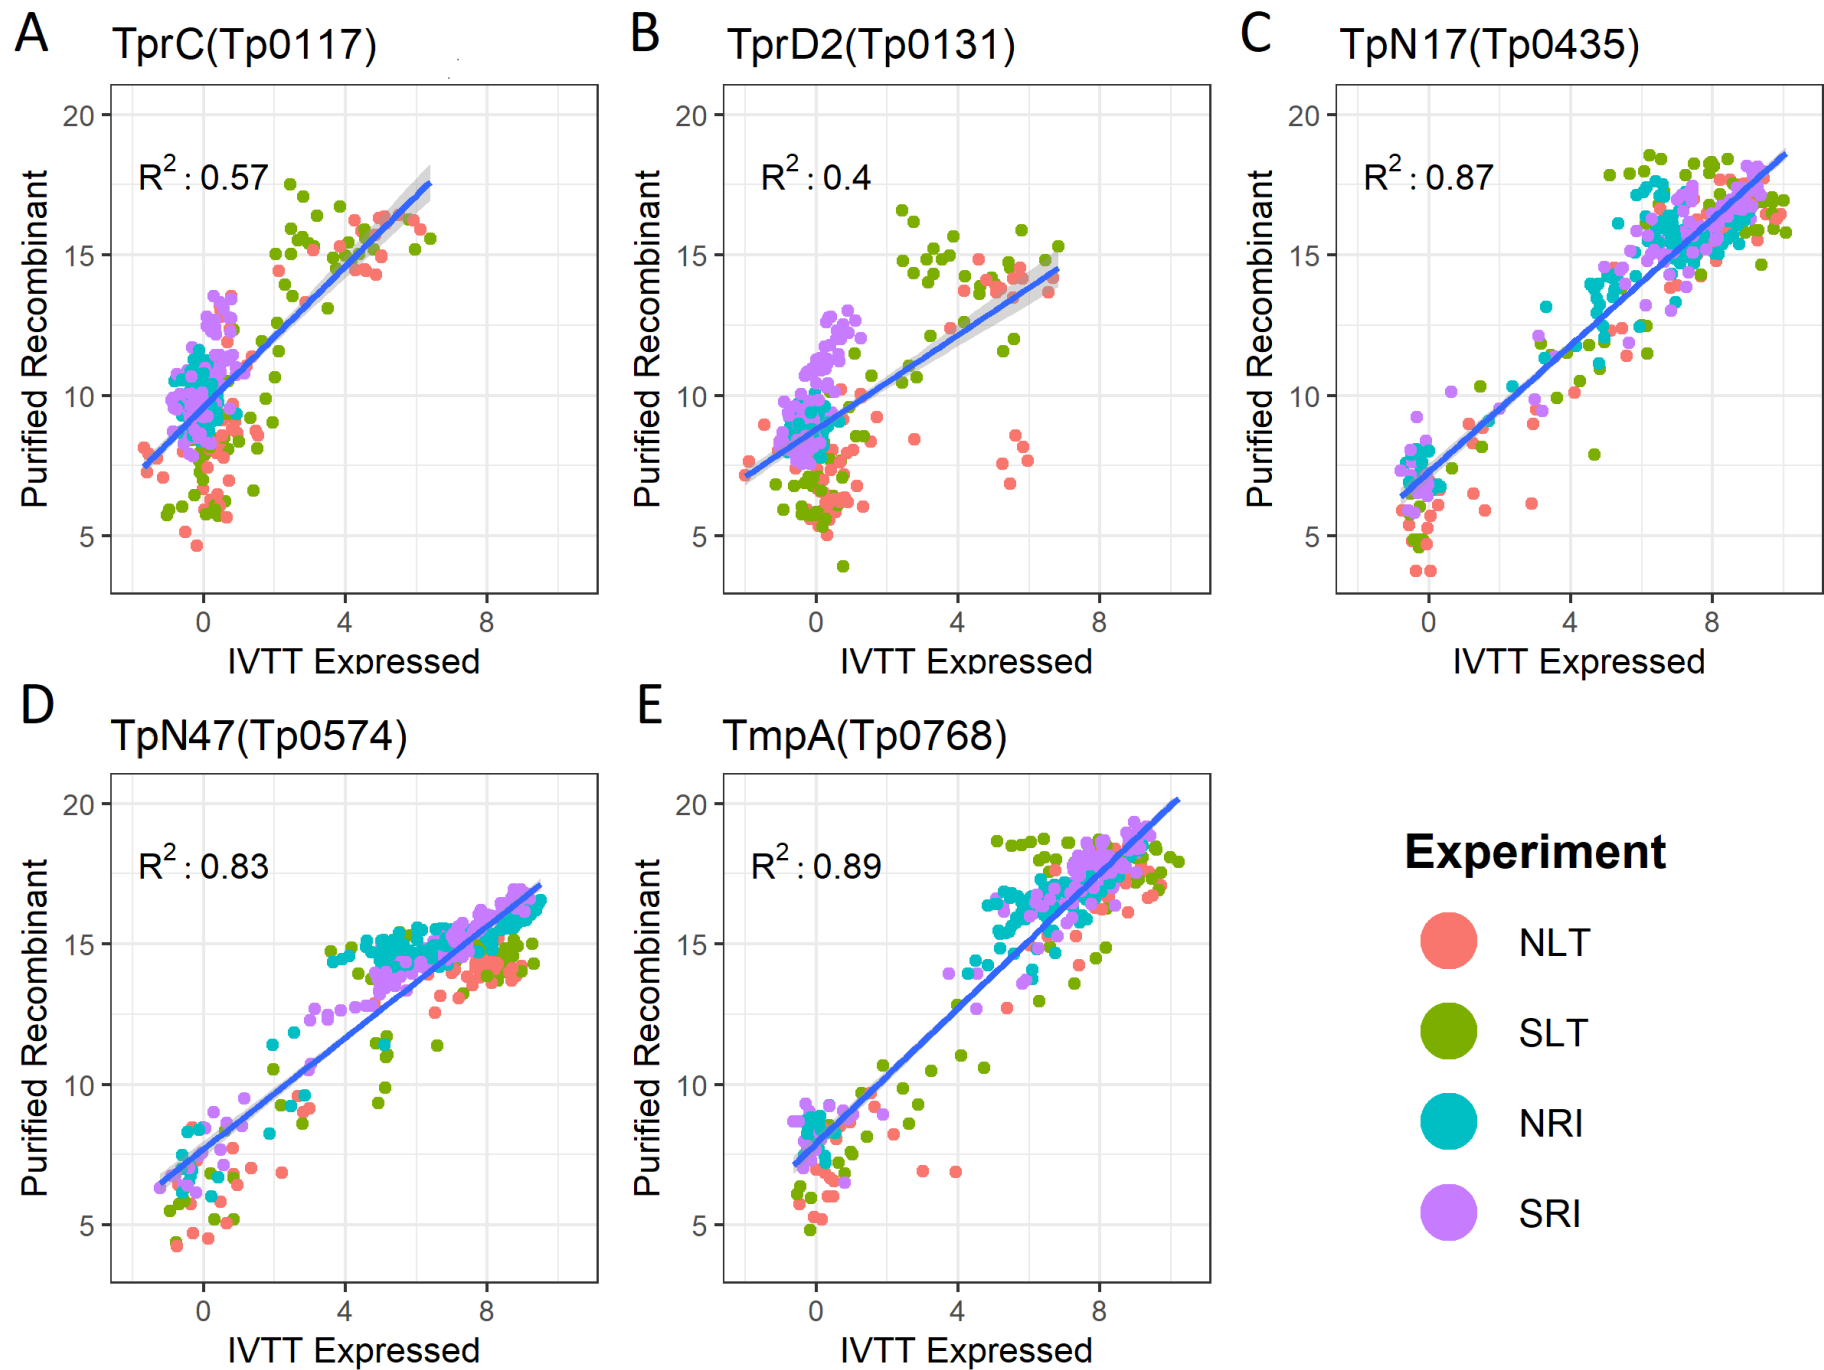 A TprC(Tp0117)
R2 : 0.57
20
15
10
5
0 4 8
IVTT Expressed
Purified Recombinant
B TprD2(Tp0131)
R2 : 0.4
20
15
10
5
0 4 8
IVTT Expressed
Purified Recombinant
C TpN17(Tp0435)
R2 : 0.87
20
15
10
5
0 4 8
IVTT Expressed
Purified Recombinant
D TpN47(Tp0574)
R2 : 0.83
20
15
10
5
0 4 8
IVTT Expressed
Purified Recombinant
E TmpA(Tp0768)
R2 : 0.89
20
15
10
5
0 4 8
IVTT Expressed
Purified Recombinant
Experiment
NLT
SLT
NRI
SRI